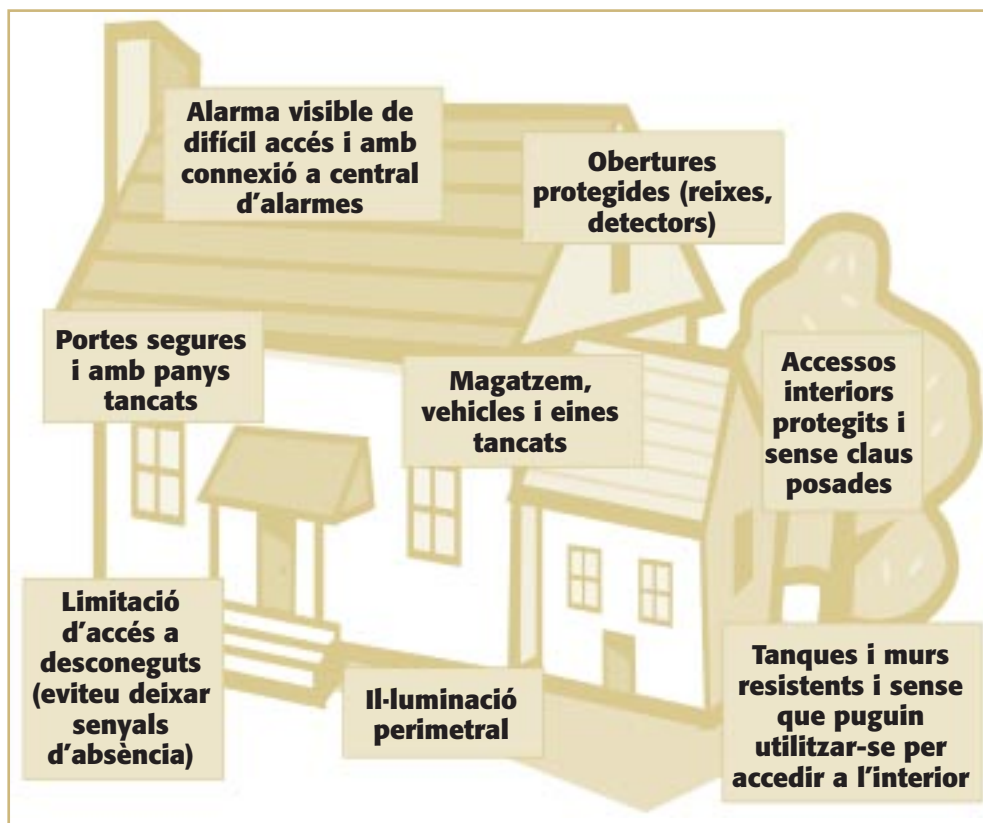 Alarma visible de
difícil accés i amb
connexió a central
d'alarmes
Obertures
protegides (reixes,
detectors)
Portes segures
i amb panys
tancats
Magatzem,
vehicles i eines
tancats
Accessos
interiors
protegits i
sense claus
posades
Limitació
d'accés a
desconeguts
(eviteu deixar
senyals
d'absència)
Il·luminació
perimetral
Tanques i murs
resistents i sense
que puguin
utilitzar-se per
accedir a l'interior